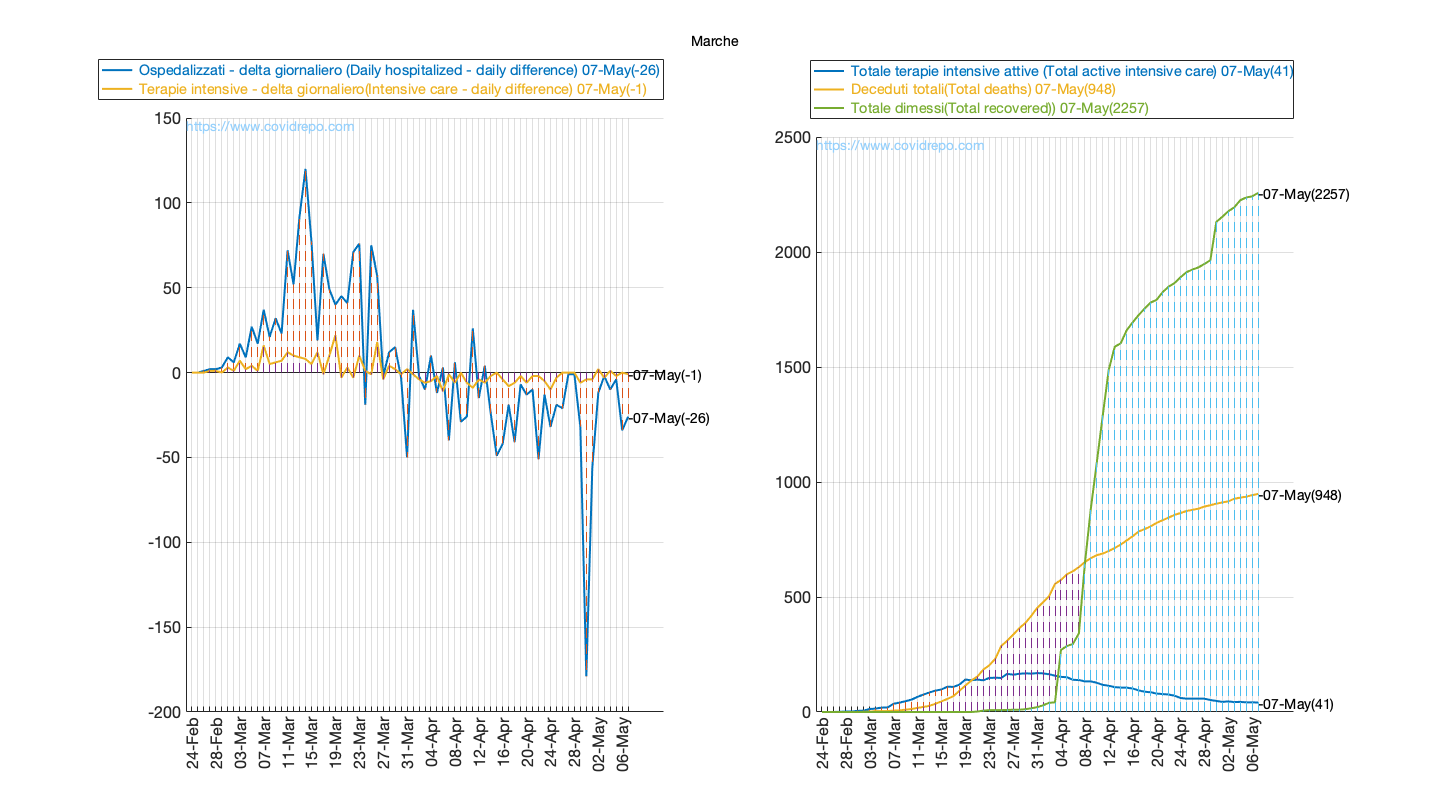 Marche
Ospedalizzati - delta giornaliero (Daily hospitalized - daily difference) 07-May(-26)
Terapie intensive - delta giornaliero(Intensive care - daily difference) 07-May(-1)
https://www.covidrepo.com
150
100
50
0
-50
-100
-150
-200
07-May(-1)
07-May(-26)
24-Feb
28-Feb
03-Mar
07-Mar
11-Mar
15-Mar
19-Mar
23-Mar
27-Mar
31-Mar
04-Apr
08-Apr
12-Apr
16-Apr
20-Apr
24-Apr
28-Apr
02-May
06-May
Totale terapie intensive attive (Total active intensive care) 07-May(41)
Deceduti totali(Total deaths) 07-May(948)
Totale dimessi(Total recovered)) 07-May(2257)
https://www.covidrepo.com
2500
2000
1500
1000
500
0
07-May(2257)
07-May(948)
07-May(41)
24-Feb
28-Feb
03-Mar
07-Mar
11-Mar
15-Mar
19-Mar
23-Mar
27-Mar
31-Mar
04-Apr
08-Apr
12-Apr
16-Apr
20-Apr
24-Apr
28-Apr
02-May
06-May